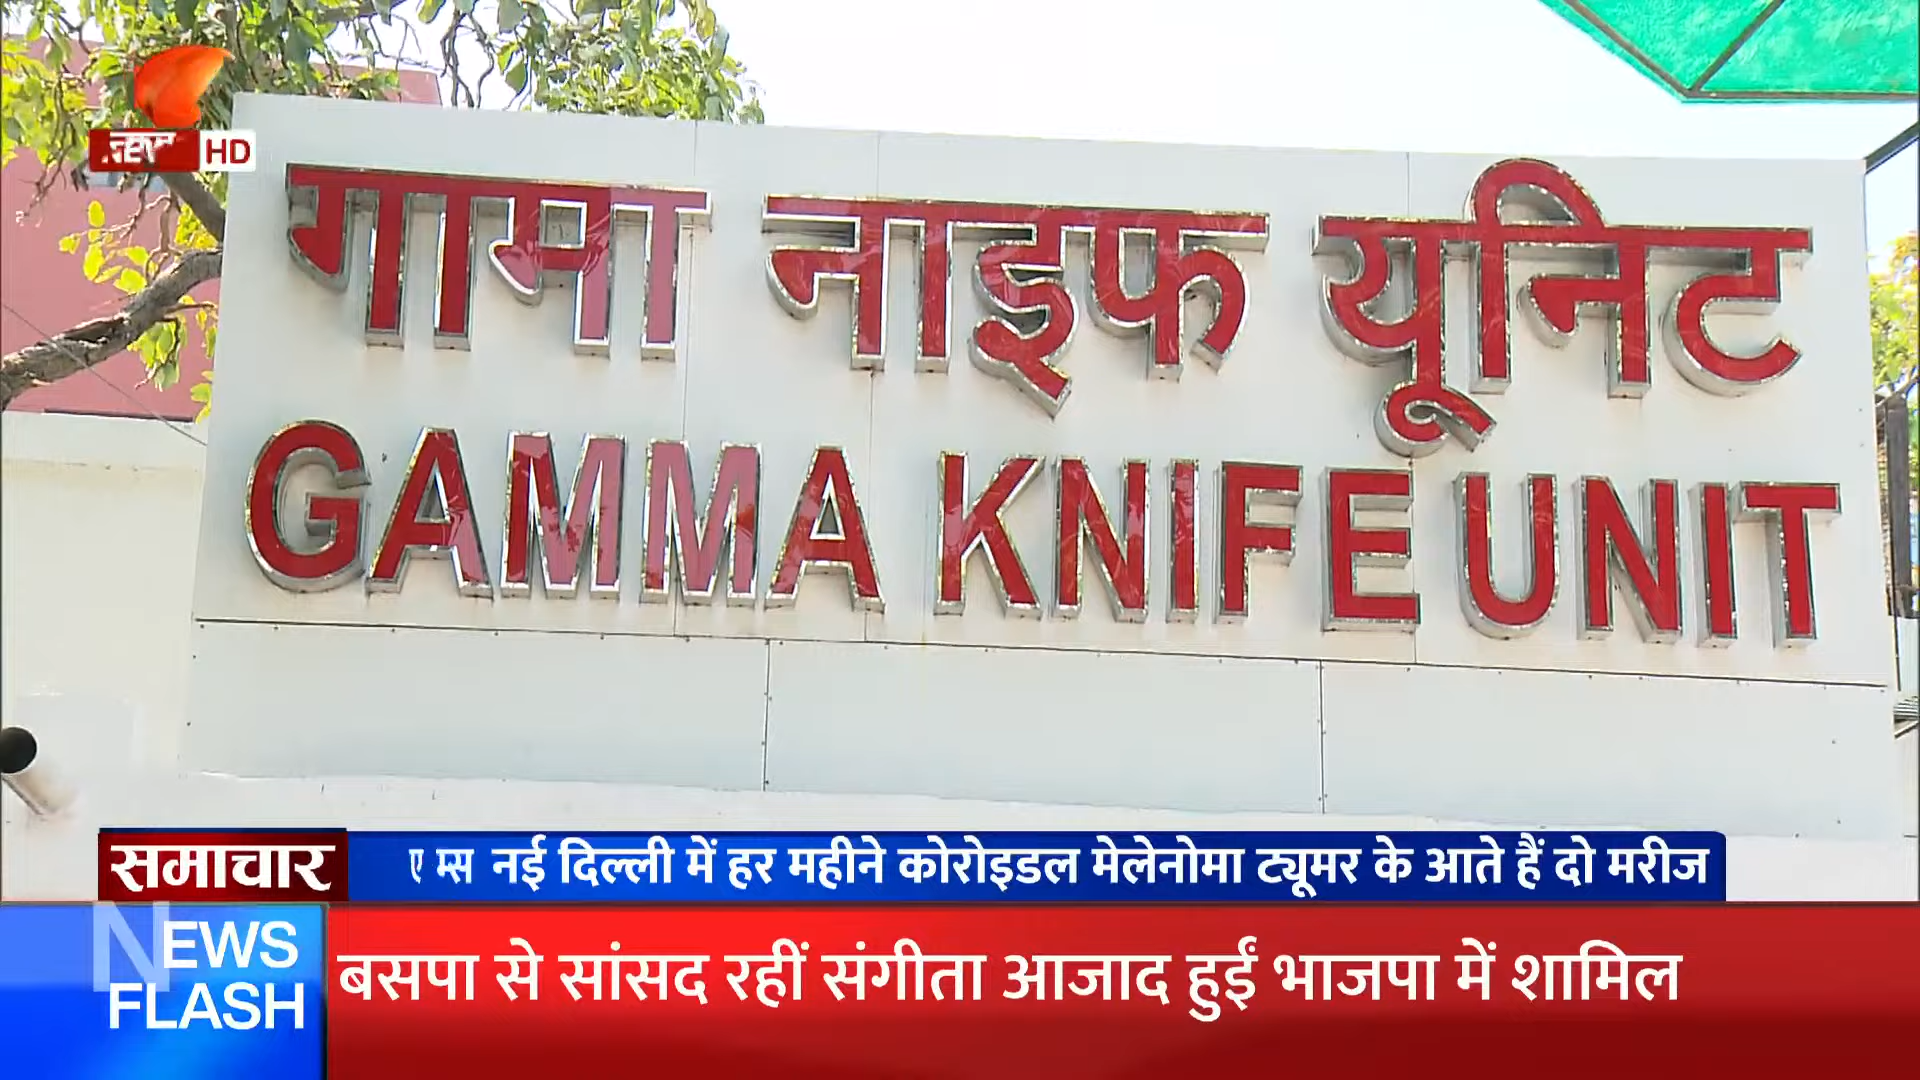 HD
गामा नाइफ यूनिट
GAMMA KNIFE UNIT
समाचार
नई दिल्ली में हर महीने कोरोइडल मेलेनोमा ट्यूमर के आते हैं दो मरीज
NEWS
FLASH
बसपा से सांसद रहीं संगीता आजाद हुईं भाजपा में शामिल